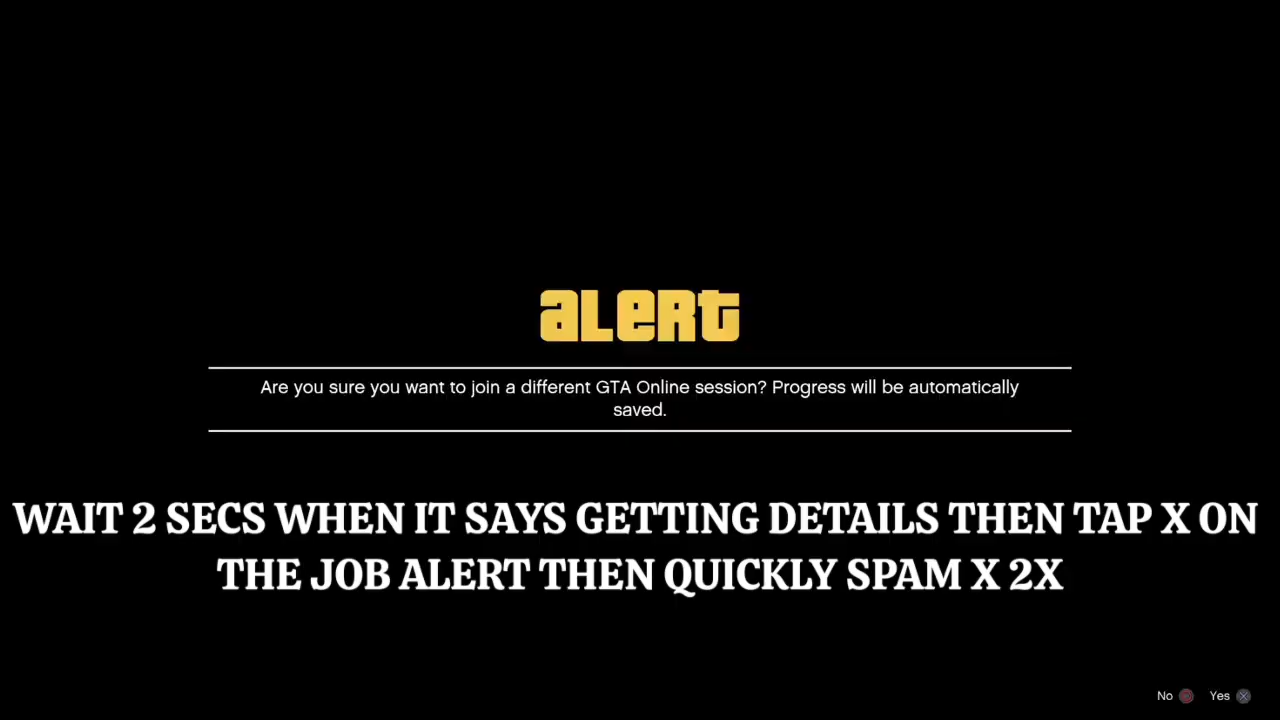 alert
Are you sure you want to join a different GTA Online session? Progress will be automatically
saved.
WAIT 2 SECS WHEN IT SAYS GETTING DETAILS THEN TAP X ON
THE JOB ALERT THEN QUICKLY SPAM X 2X
No Yes